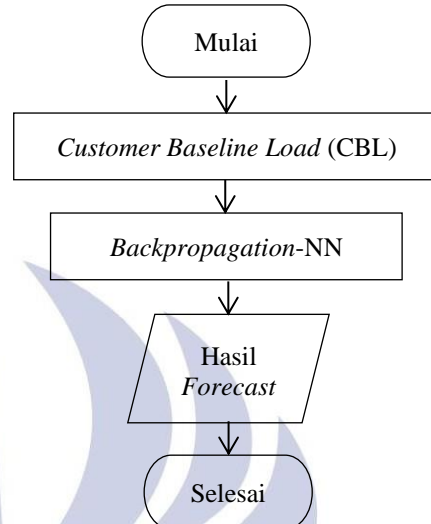 Mulai
Customer Baseline Load (CBL)
Backpropagation-NN
Hasil
Forecast
Selesai